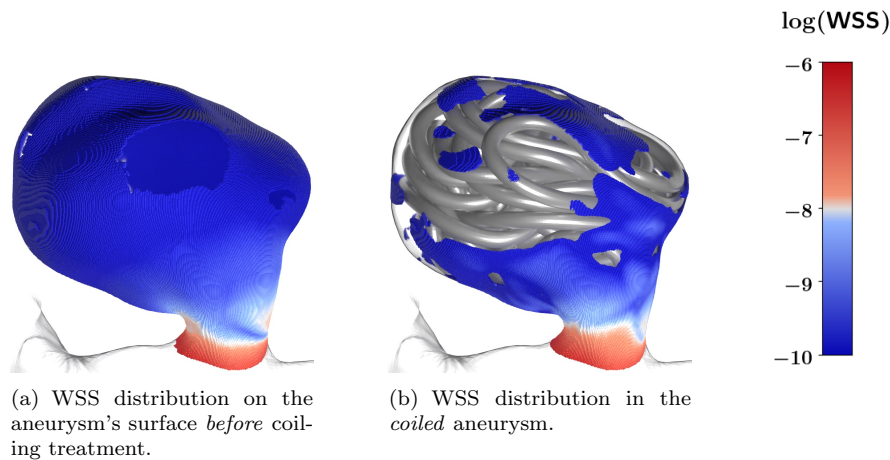 log(WSS)
−6
−7
−8
−9
−10
(a) WSS distribution on the
aneurysm's surface before coil-
ing treatment.
(b) WSS distribution in the
coiled aneurysm.